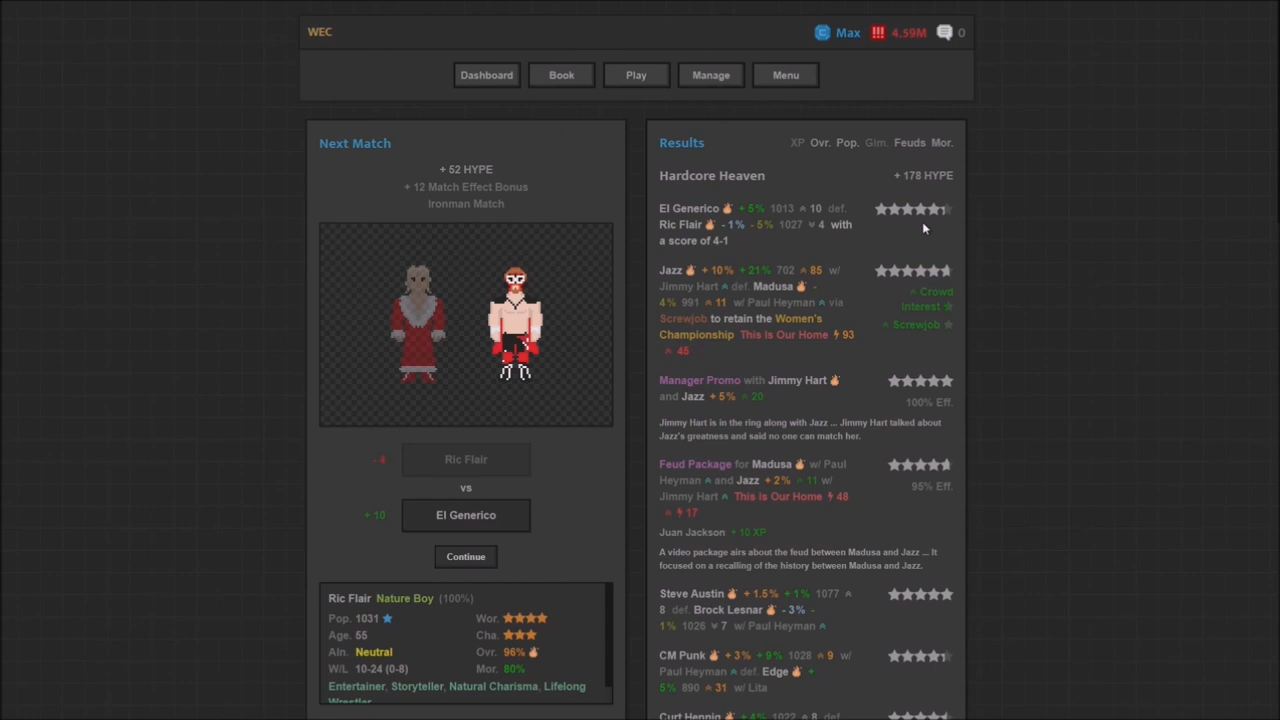 WEC
Max 4.59M 0
Dashboard Book Play Manage Menu
Next Match
+ 52 HYPE
+ 12 Match Effect Bonus
Ironman Match
- 4 Ric Flair
vs
+ 10 El Generico
Continue
Ric Flair Nature Boy (100%)
Pop. 1031 Wor.
Age. 55 Cha.
Aln. Neutral Ovr. 96%
W/L 10-24 (0-8) Mor. 80%
Entertainer, Storyteller, Natural Charisma, Lifelong
Wrestler
Results XP Ovr. Pop. Gim. Feuds Mor.
Hardcore Heaven + 178 HYPE
El Generico + 5% 1013 10 def.
Ric Flair - 1% - 5% 1027 4 with
a score of 4-1
Jazz + 10% + 21% 702 85 w/
Jimmy Hart def. Madusa -
4% 991 11 w/ Paul Heyman via
Screwjob to retain the Women's
Championship This Is Our Home 93
45
Crowd
Interest
Screwjob
Manager Promo with Jimmy Hart
and Jazz + 5% 20
100% Eff.
Jimmy Hart is in the ring along with Jazz ... Jimmy Hart talked about
Jazz's greatness and said no one can match her.
Feud Package for Madusa w/ Paul
Heyman and Jazz + 2% 11 w/
Jimmy Hart This Is Our Home 48
17
95% Eff.
Juan Jackson + 10 XP
A video package airs about the feud between Madusa and Jazz ... It
focused on a recalling of the history between Madusa and Jazz.
Steve Austin + 1.5% + 1% 1077
8 def. Brock Lesnar - 3% -
1% 1026 7 w/ Paul Heyman
CM Punk + 3% + 9% 1028 9 w/
Paul Heyman def. Edge +
5% 890 31 w/ Lita
Curt Hennig + 4% 1022 8 def.